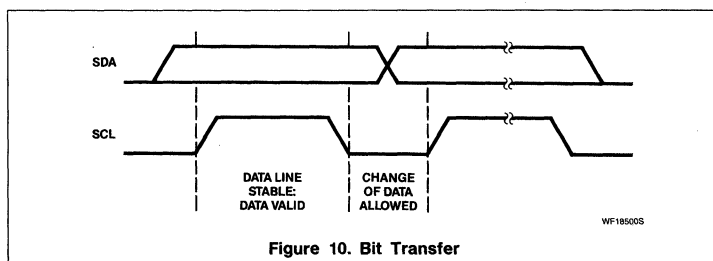 SDA
SCL
DATA LINE
STABLE:
DATA VALID
CHANGE
OF DATA
ALLOWED
WF18500S
Figure 10. Bit Transfer